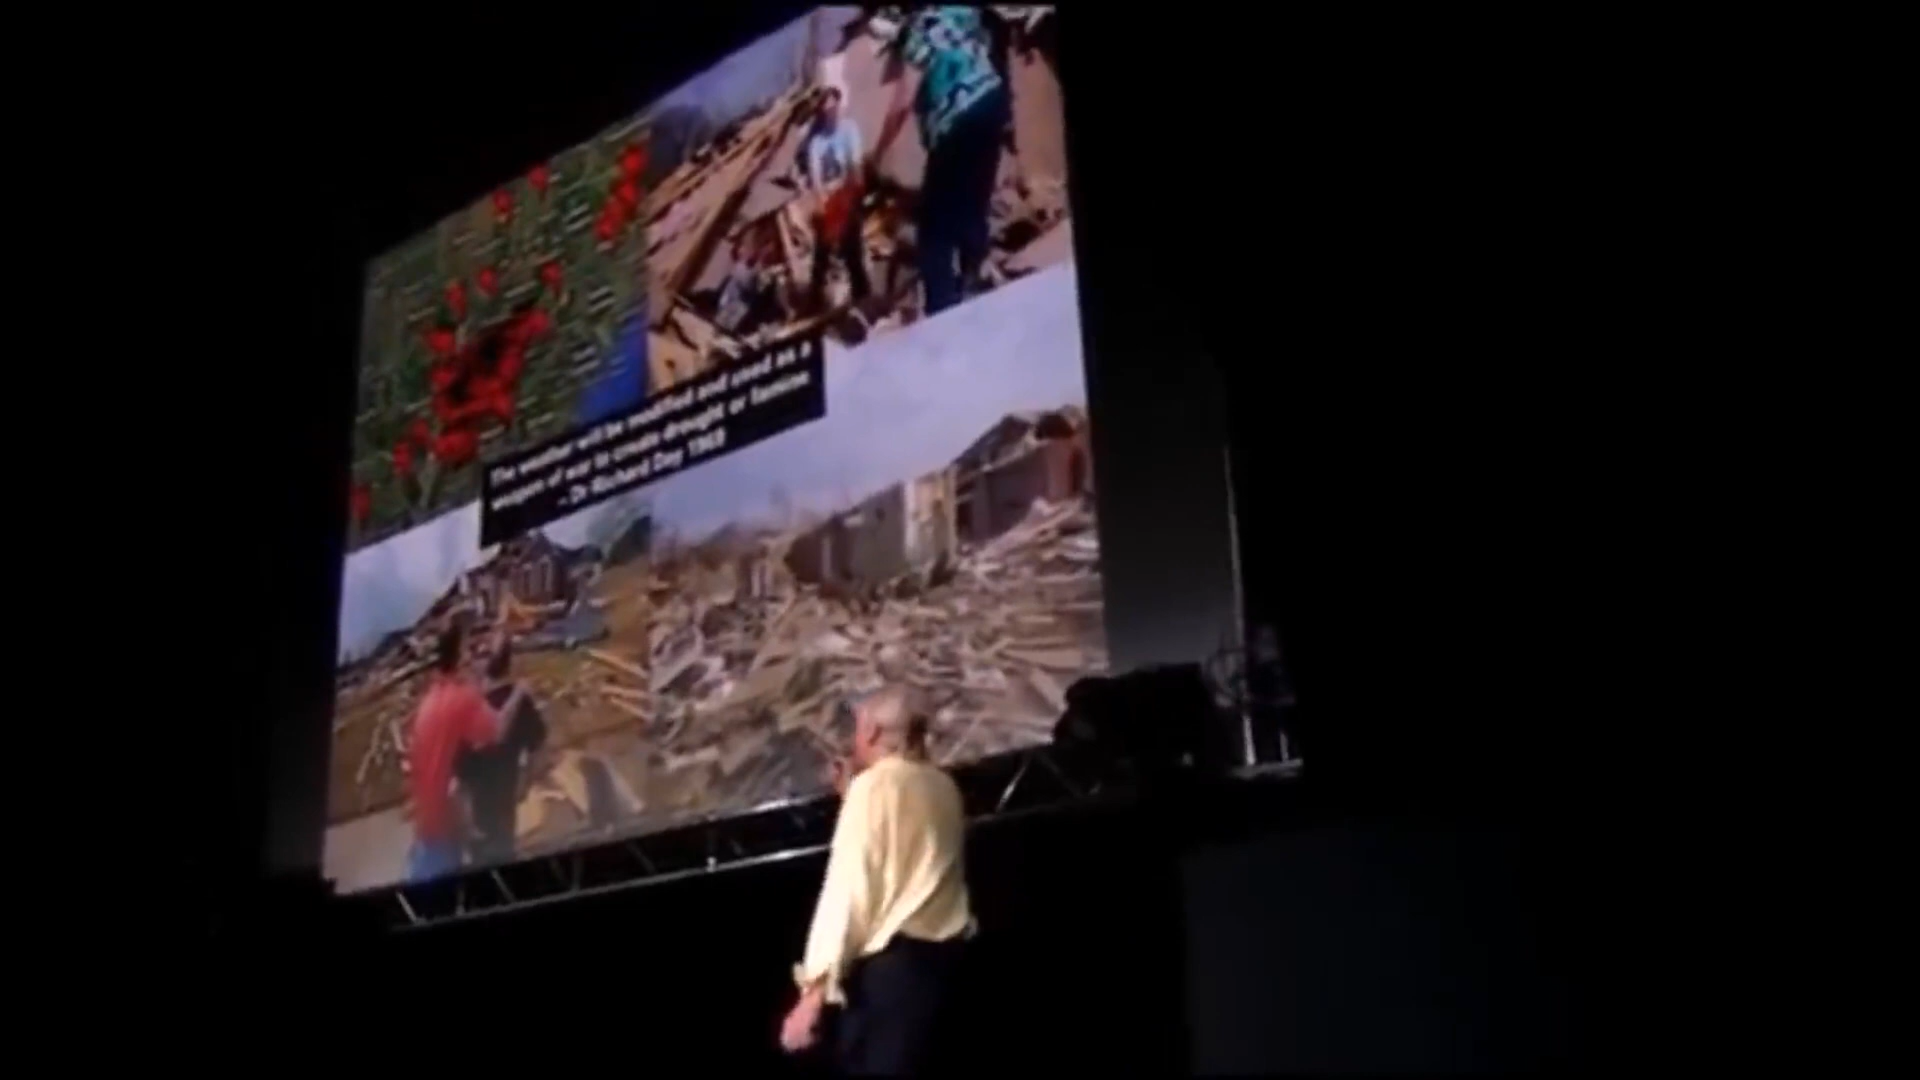 The weather will be modified and used as a
weapon of war to create drought or famine
- Dr Richard Day 1969